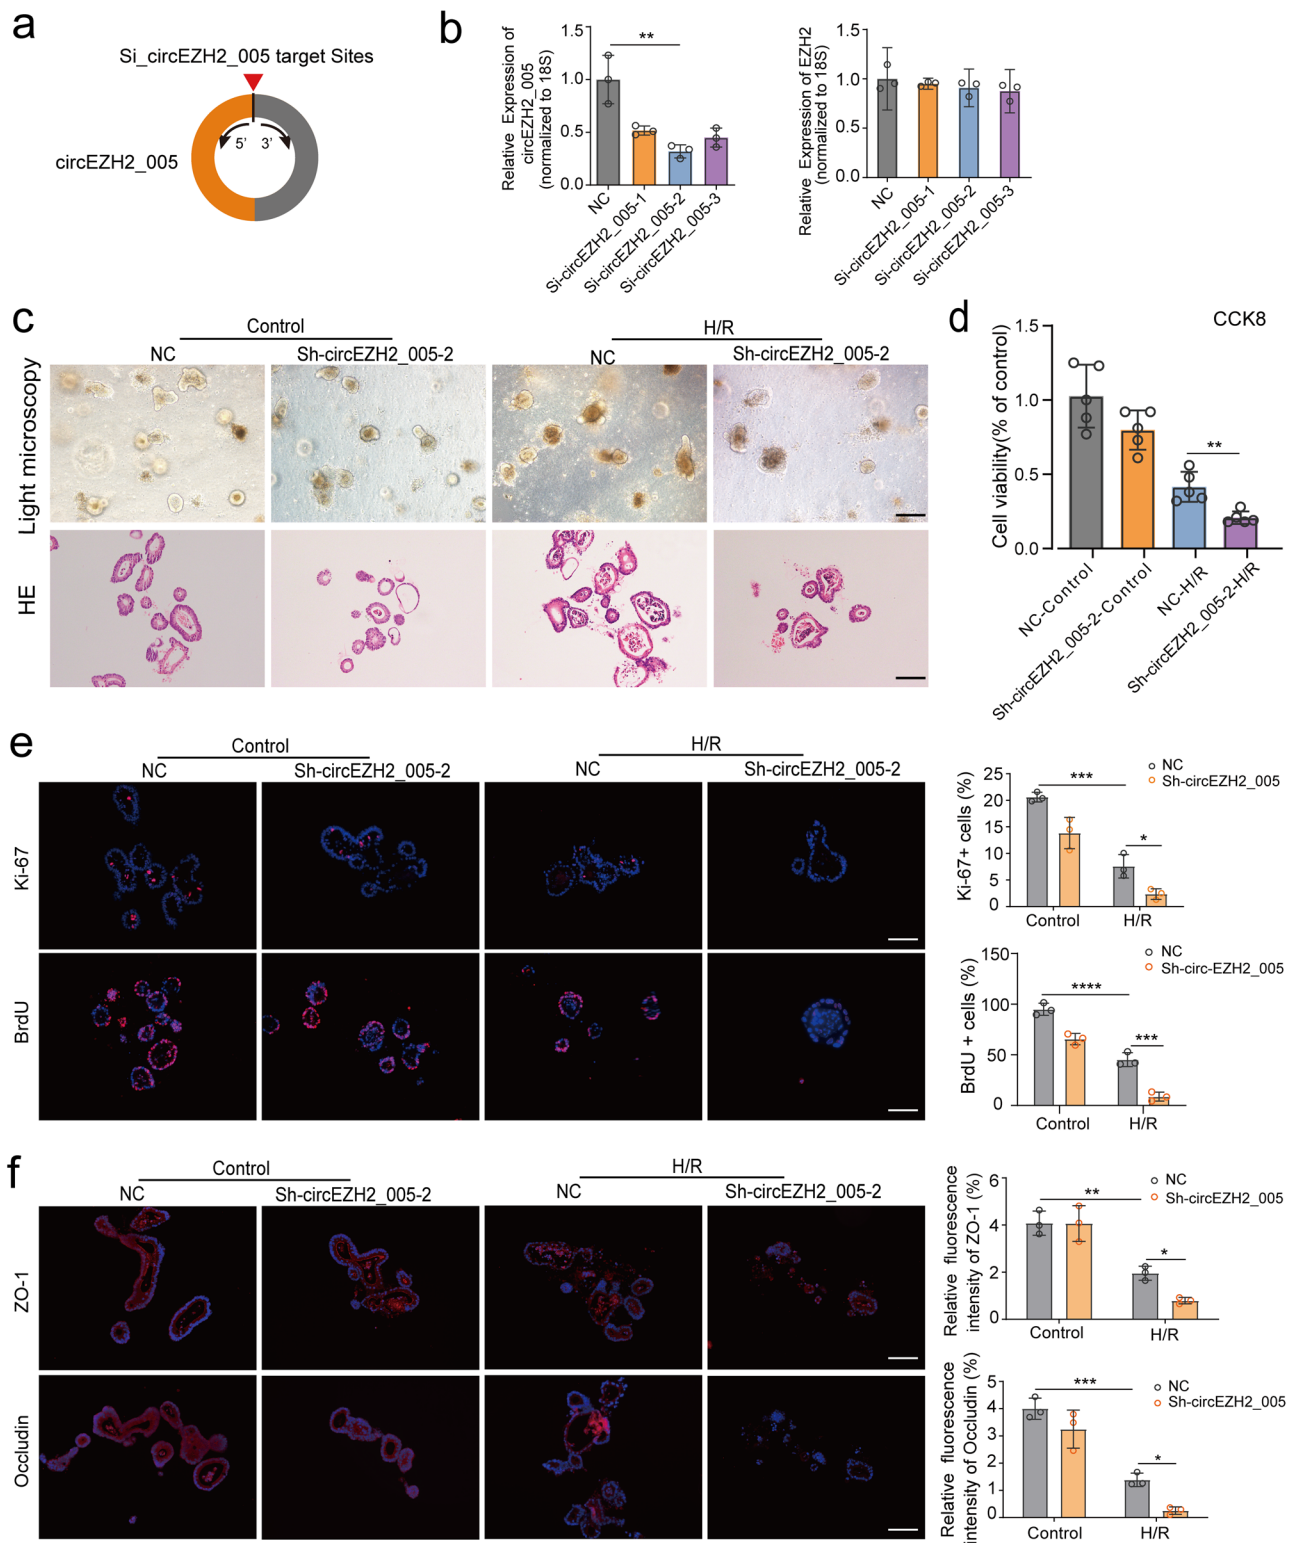 a
Si_circEZH2_005 target Sites
5'
3'
circEZH2_005
b
Relative Expression of
circEZH2_005
(normalized to 18S)
1.5
1.0
0.5
0.0
**
NC
Si-circEZH2_005-1
Si-circEZH2_005-2
Si-circEZH2_005-3
Relative Expression of EZH2
(normalized to 18S)
1.5
1.0
0.5
0.0
NC
Si-circEZH2_005-1
Si-circEZH2_005-2
Si-circEZH2_005-3
c
Control
H/R
NC
Sh-circEZH2_005-2
NC
Sh-circEZH2_005-2
Light microscopy
HE
d
CCK8
Cell viability(% of control)
1.5
1.0
0.5
0.0
**
NC-Control
Sh-circEZH2_005-2-Control
NC-H/R
Sh-circEZH2_005-2-H/R
e
Control
H/R
NC
Sh-circEZH2_005-2
NC
Sh-circEZH2_005-2
Ki-67
BrdU
Ki-67+ cells (%)
25
20
15
10
5
0
***
*
NC
Sh-circEZH2_005
Control
H/R
BrdU + cells (%)
150
100
50
0
****
***
NC
Sh-circ-EZH2_005
Control
H/R
f
Control
H/R
NC
Sh-circEZH2_005-2
NC
Sh-circEZH2_005-2
ZO-1
Occludin
Relative fluorescence
intensity of ZO-1 (%)
6
4
2
0
**
*
NC
Sh-circEZH2_005
Control
H/R
Relative fluorescence
intensity of Occludin (%)
5
4
3
2
1
0
***
*
NC
Sh-circEZH2_005
Control
H/R